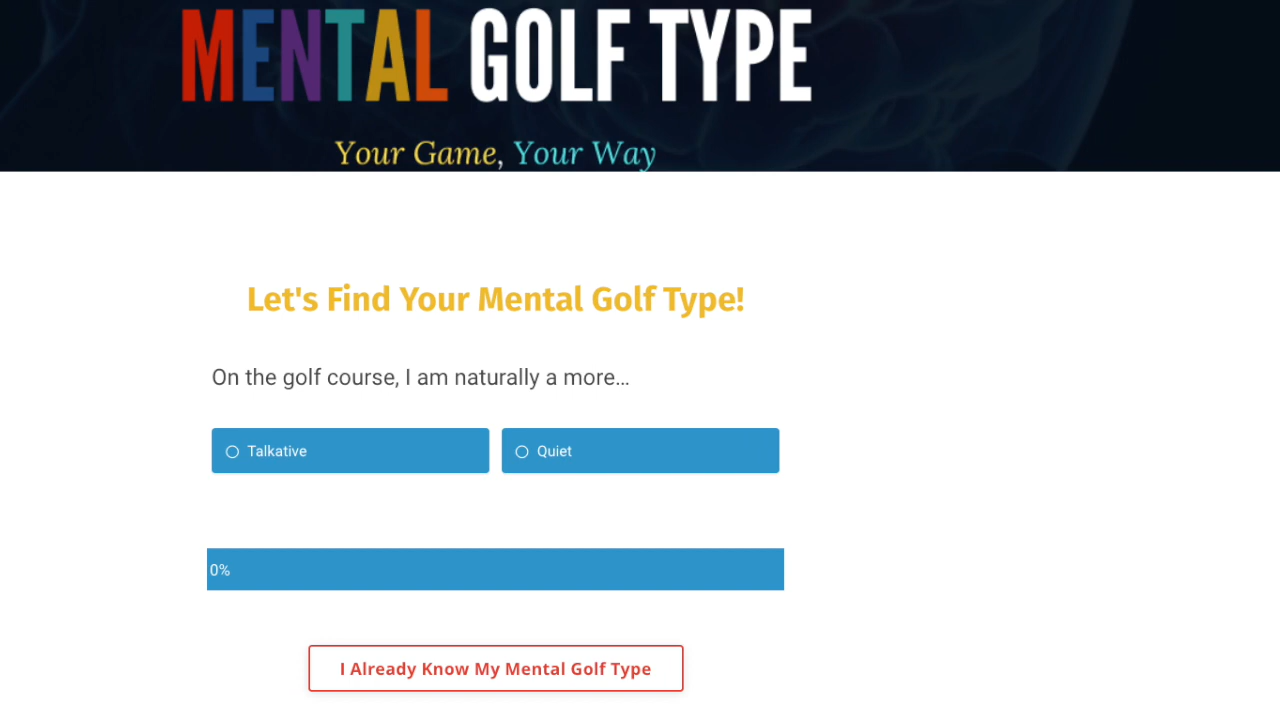 MENTAL GOLF TYPE
Your Game, Your Way
Let's Find Your Mental Golf Type!
On the golf course, I am naturally a more...
Talkative
Quiet
0%
I Already Know My Mental Golf Type